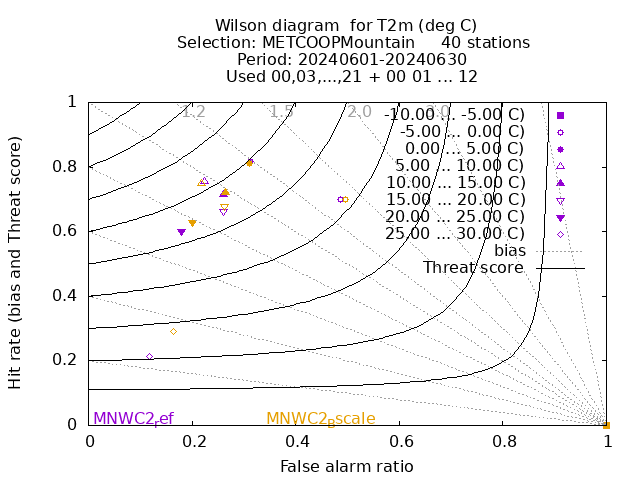 Wilson diagram  for T2m (deg C)
Selection: METCOOPMountain     40 stations
Period: 20240601-20240630
Used 00,03,...,21 + 00 01 ... 12
Hit rate (bias and Threat score)
1
0.8
0.6
0.4
0.2
0
1.2
1.5
2.0
3.0
-10.00 ... -5.00 C)
-5.00 ... 0.00 C)
0.00 ... 5.00 C)
5.00 ... 10.00 C)
10.00 ... 15.00 C)
15.00 ... 20.00 C)
20.00 ... 25.00 C)
25.00 ... 30.00 C)
bias
Threat score
MNWC2ref
MNWC2Bscale
0
0.2
0.4
0.6
0.8
1
False alarm ratio